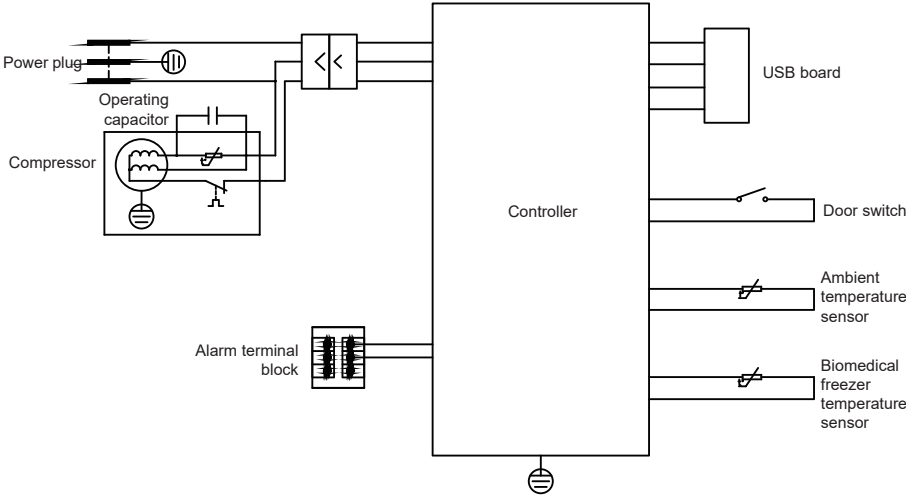 Power plug
Operating
capacitor
Compressor
USB board
Controller
Door switch
Ambient
temperature
sensor
Alarm terminal
block
Biomedical
freezer
temperature
sensor